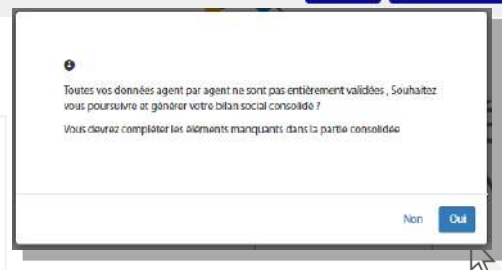 Toutes vos données agent par agent ne sont pas entièrement validées , Souhaitez
vous poursuivre et générer votre bilan social consolidé ?
Vous devrez compléter les éléments manquants dans la partie consolidée
Non
Oui